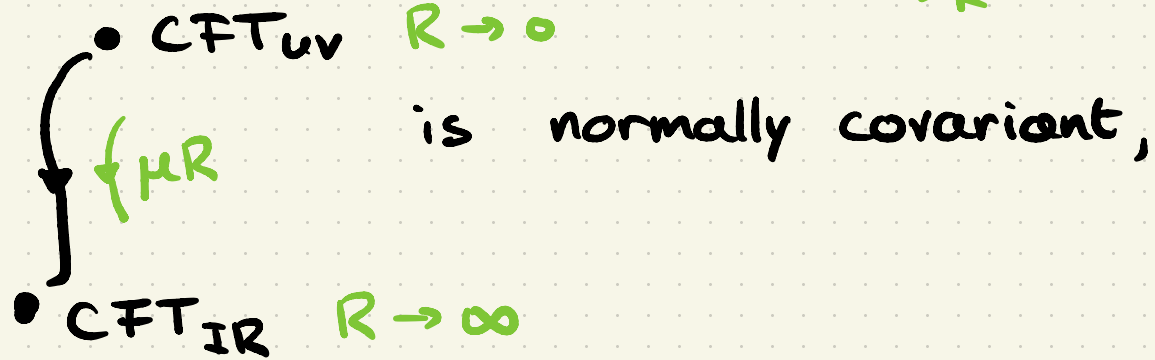 CFT_UV R → 0
is normally covariant,
μR
CFT_IR R → ∞